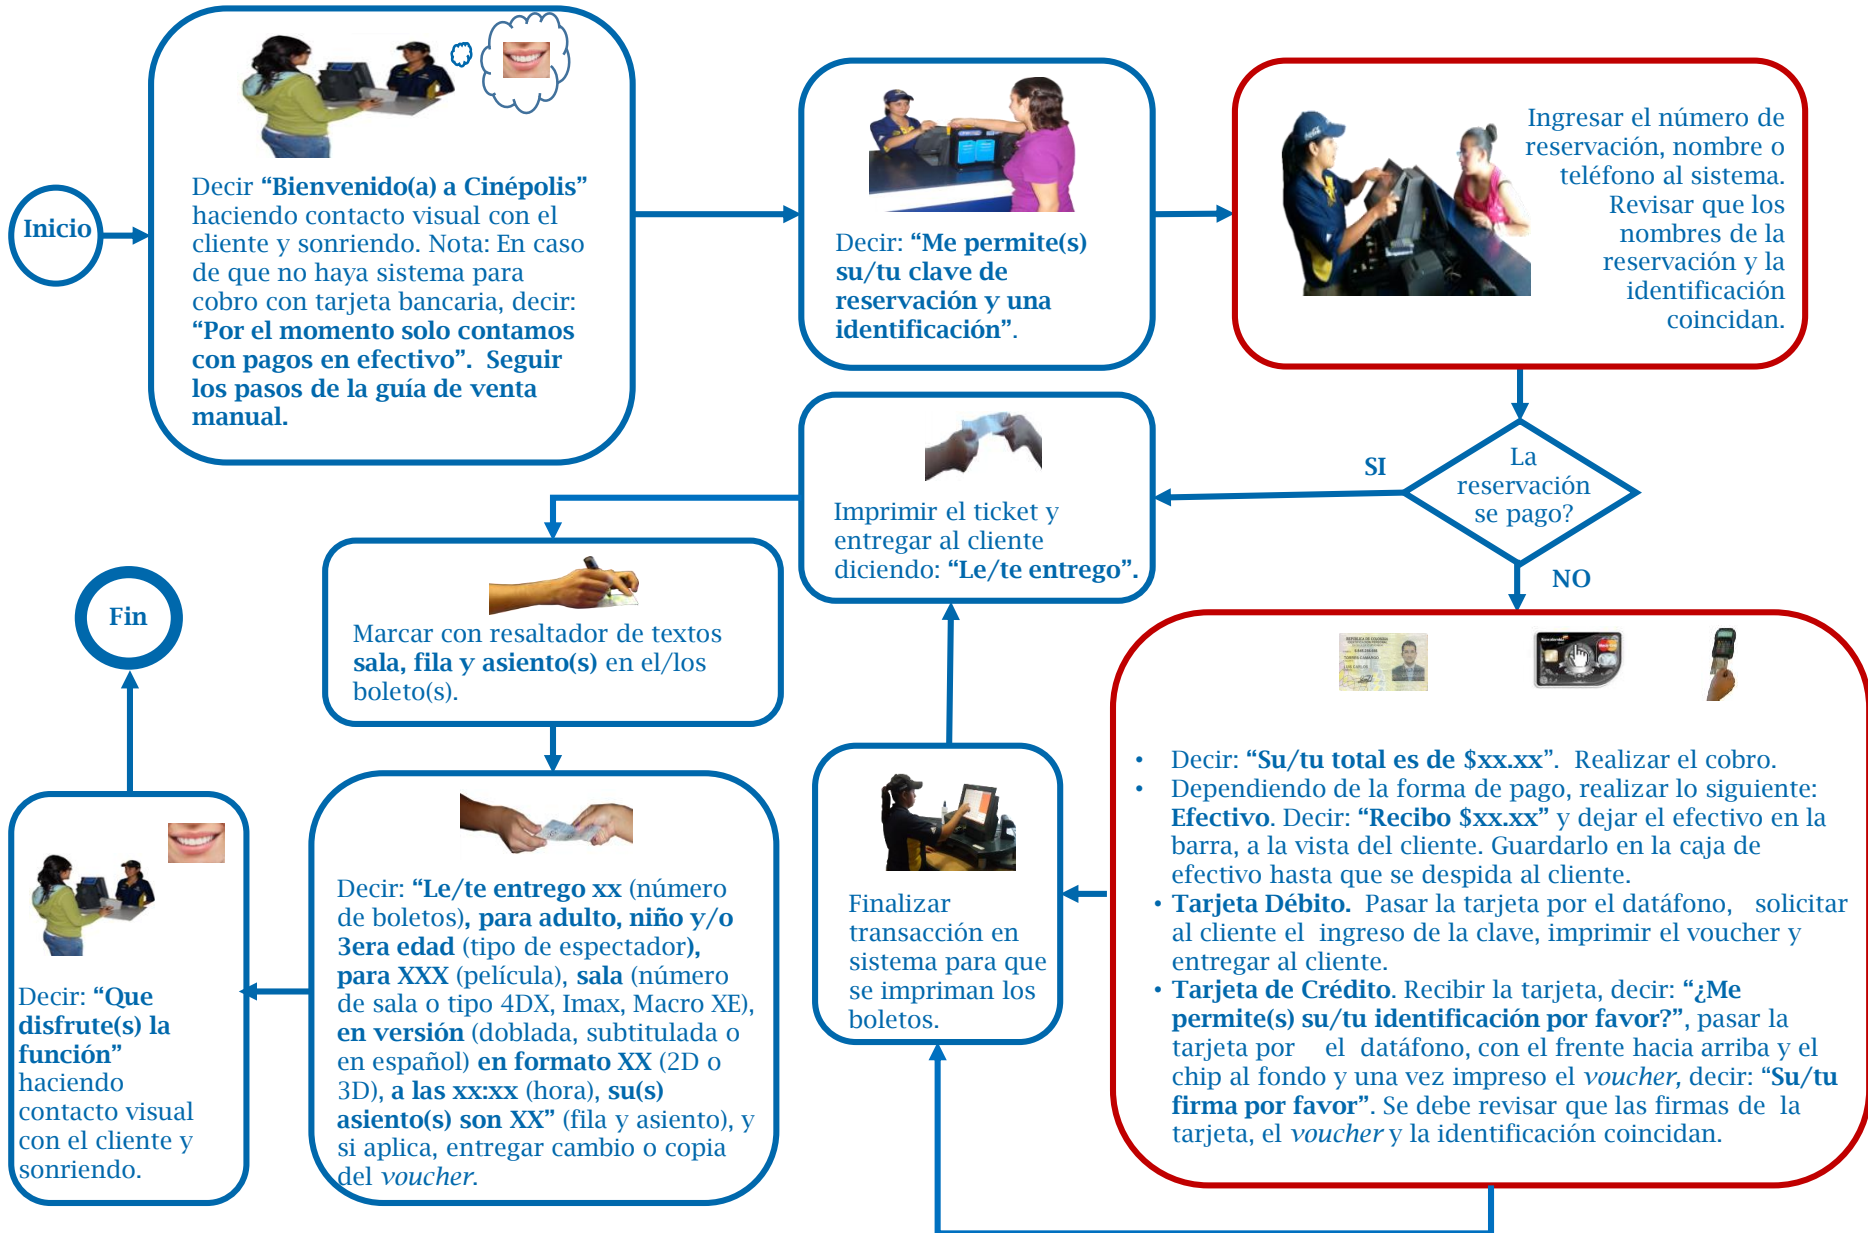 Inicio
Decir “Bienvenido(a) a Cinépolis”
haciendo contacto visual con el
cliente y sonriendo. Nota: En caso
de que no haya sistema para
cobro con tarjeta bancaria, decir:
“Por el momento solo contamos
con pagos en efectivo”. Seguir
los pasos de la guía de venta
manual.
Decir: “Me permite(s)
su/tu clave de
reservación y una
identificación”.
Ingresar el número de
reservación, nombre o
teléfono al sistema.
Revisar que los
nombres de la
reservación y la
identificación
coincidan.
La
reservación
se pago?
SI
NO
Imprimir el ticket y
entregar al cliente
diciendo: “Le/te entrego”.
Marcar con resaltador de textos
sala, fila y asiento(s) en el/los
boleto(s).
• Decir: “Su/tu total es de $xx.xx”. Realizar el cobro.
• Dependiendo de la forma de pago, realizar lo siguiente:
Efectivo. Decir: “Recibo $xx.xx” y dejar el efectivo en la
barra, a la vista del cliente. Guardarlo en la caja de
efectivo hasta que se despida al cliente.
• Tarjeta Débito. Pasar la tarjeta por el datáfono, solicitar
al cliente el ingreso de la clave, imprimir el voucher y
entregar al cliente.
• Tarjeta de Crédito. Recibir la tarjeta, decir: “¿Me
permite(s) su/tu identificación por favor?”, pasar la
tarjeta por el datáfono, con el frente hacia arriba y el
chip al fondo y una vez impreso el voucher, decir: “Su/tu
firma por favor”. Se debe revisar que las firmas de la
tarjeta, el voucher y la identificación coincidan.
Finalizar
transacción en
sistema para que
se impriman los
boletos.
Decir: “Le/te entrego xx (número
de boletos), para adulto, niño y/o
3era edad (tipo de espectador),
para XXX (película), sala (número
de sala o tipo 4DX, Imax, Macro XE),
en versión (doblada, subtitulada o
en español) en formato XX (2D o
3D), a las xx:xx (hora), su(s)
asiento(s) son XX” (fila y asiento), y
si aplica, entregar cambio o copia
del voucher.
Decir: “Que
disfrute(s) la
función”
haciendo
contacto visual
con el cliente y
sonriendo.
Fin